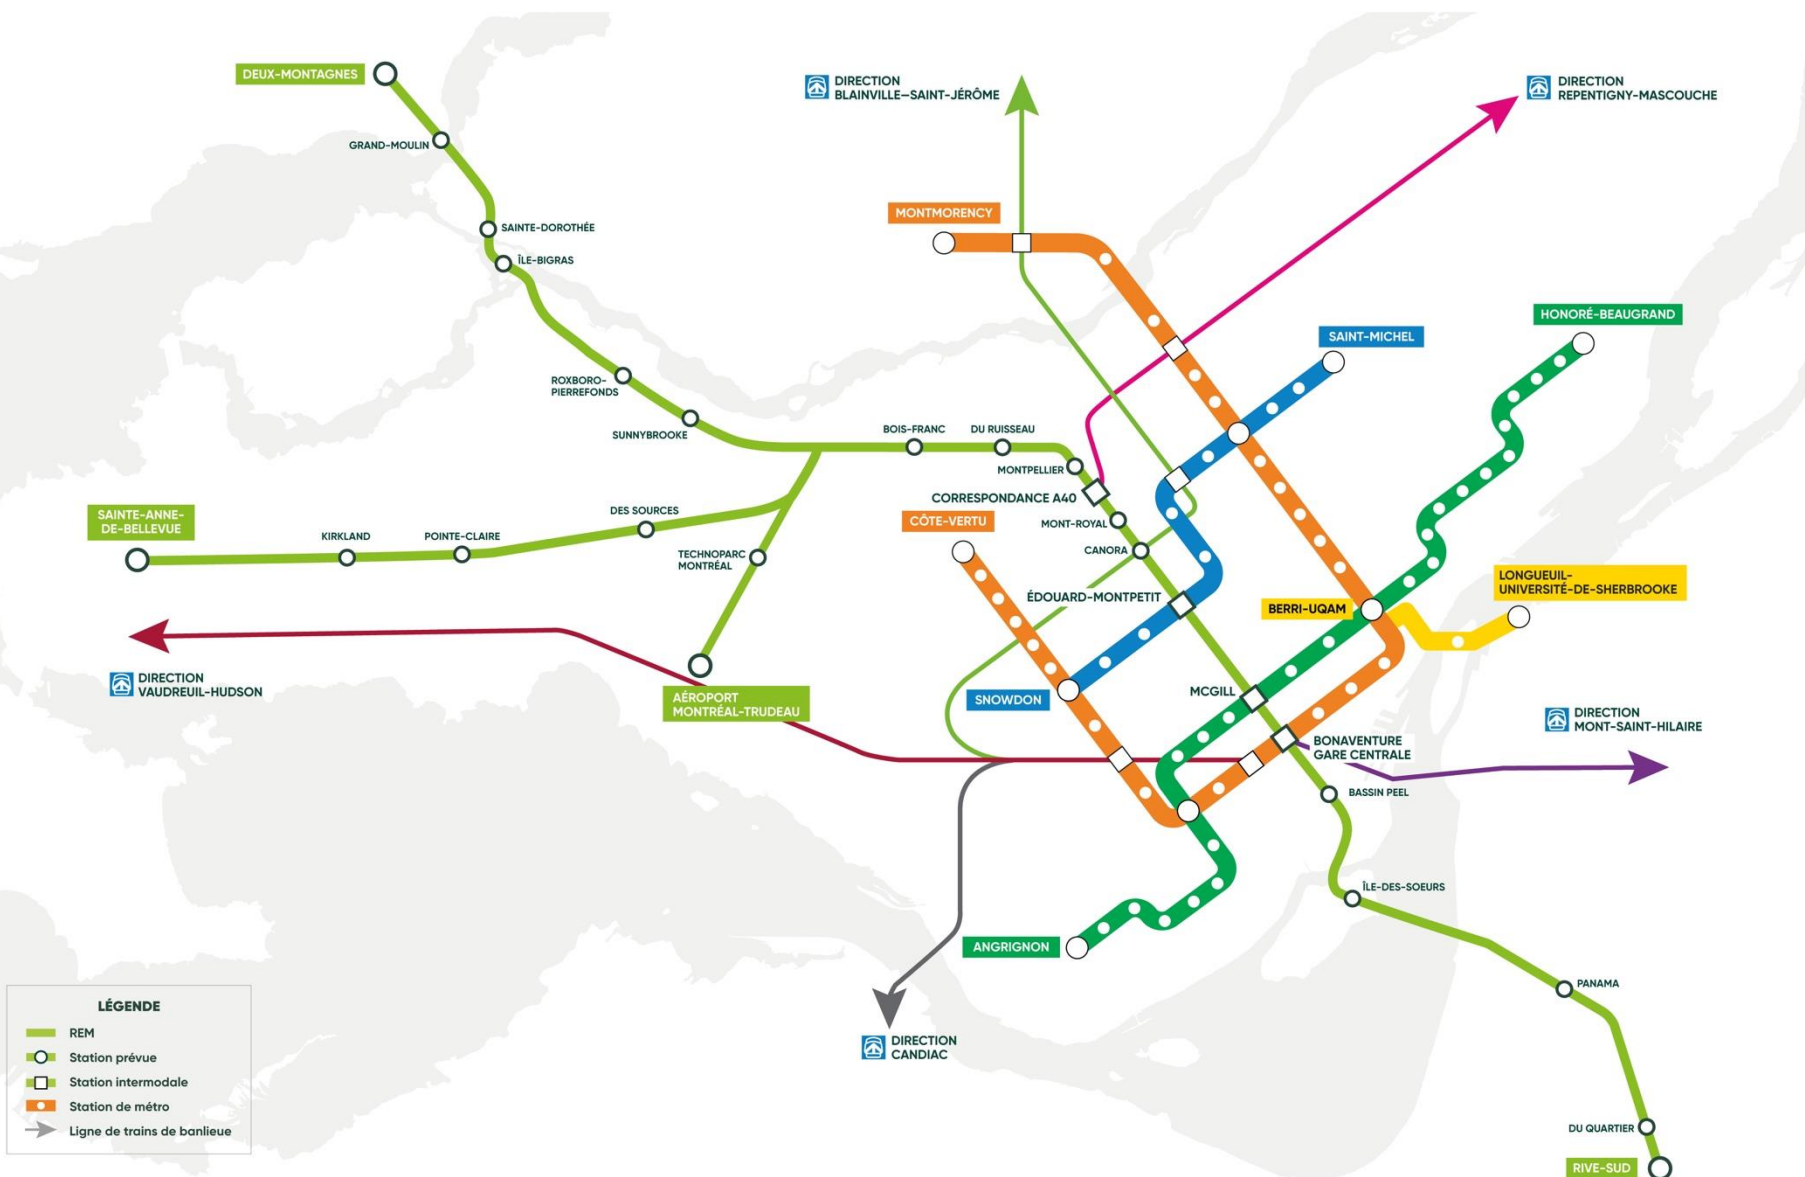 DEUX-MONTAGNES
GRAND-MOULIN
SAINTE-DOROTHÉE
ÎLE-BIGRAS
ROXBORO-
PIERREFONDS
SUNNYBROOKE
DIRECTION
BLAINVILLE–SAINT-JÉRÔME
DIRECTION
REPENTIGNY-MASCOUCHE
MONTMORENCY
SAINT-MICHEL
HONORÉ-BEAUGRAND
BOIS-FRANC
DU RUISSEAU
MONTPELLIER
CORRESPONDANCE A40
MONT-ROYAL
CANORA
CÔTE-VERTU
ÉDOUARD-MONTPETIT
SAINTE-ANNE-
DE-BELLEVUE
KIRKLAND
POINTE-CLAIRE
DES SOURCES
TECHNOPARC
MONTRÉAL
BERRI-UQAM
LONGUEUIL-
UNIVERSITÉ-DE-SHERBROOKE
DIRECTION
VAUDREUIL-HUDSON
AÉROPORT
MONTRÉAL-TRUDEAU
SNOWDON
MCGILL
BONAVENTURE
GARE CENTRALE
DIRECTION
MONT-SAINT-HILAIRE
BASSIN PEEL
ÎLE-DES-SOEURS
ANGRIGNON
PANAMA
DIRECTION
CANDIAC
DU QUARTIER
RIVE-SUD
LÉGENDE
REM
Station prévue
Station intermodale
Station de métro
Ligne de trains de banlieue